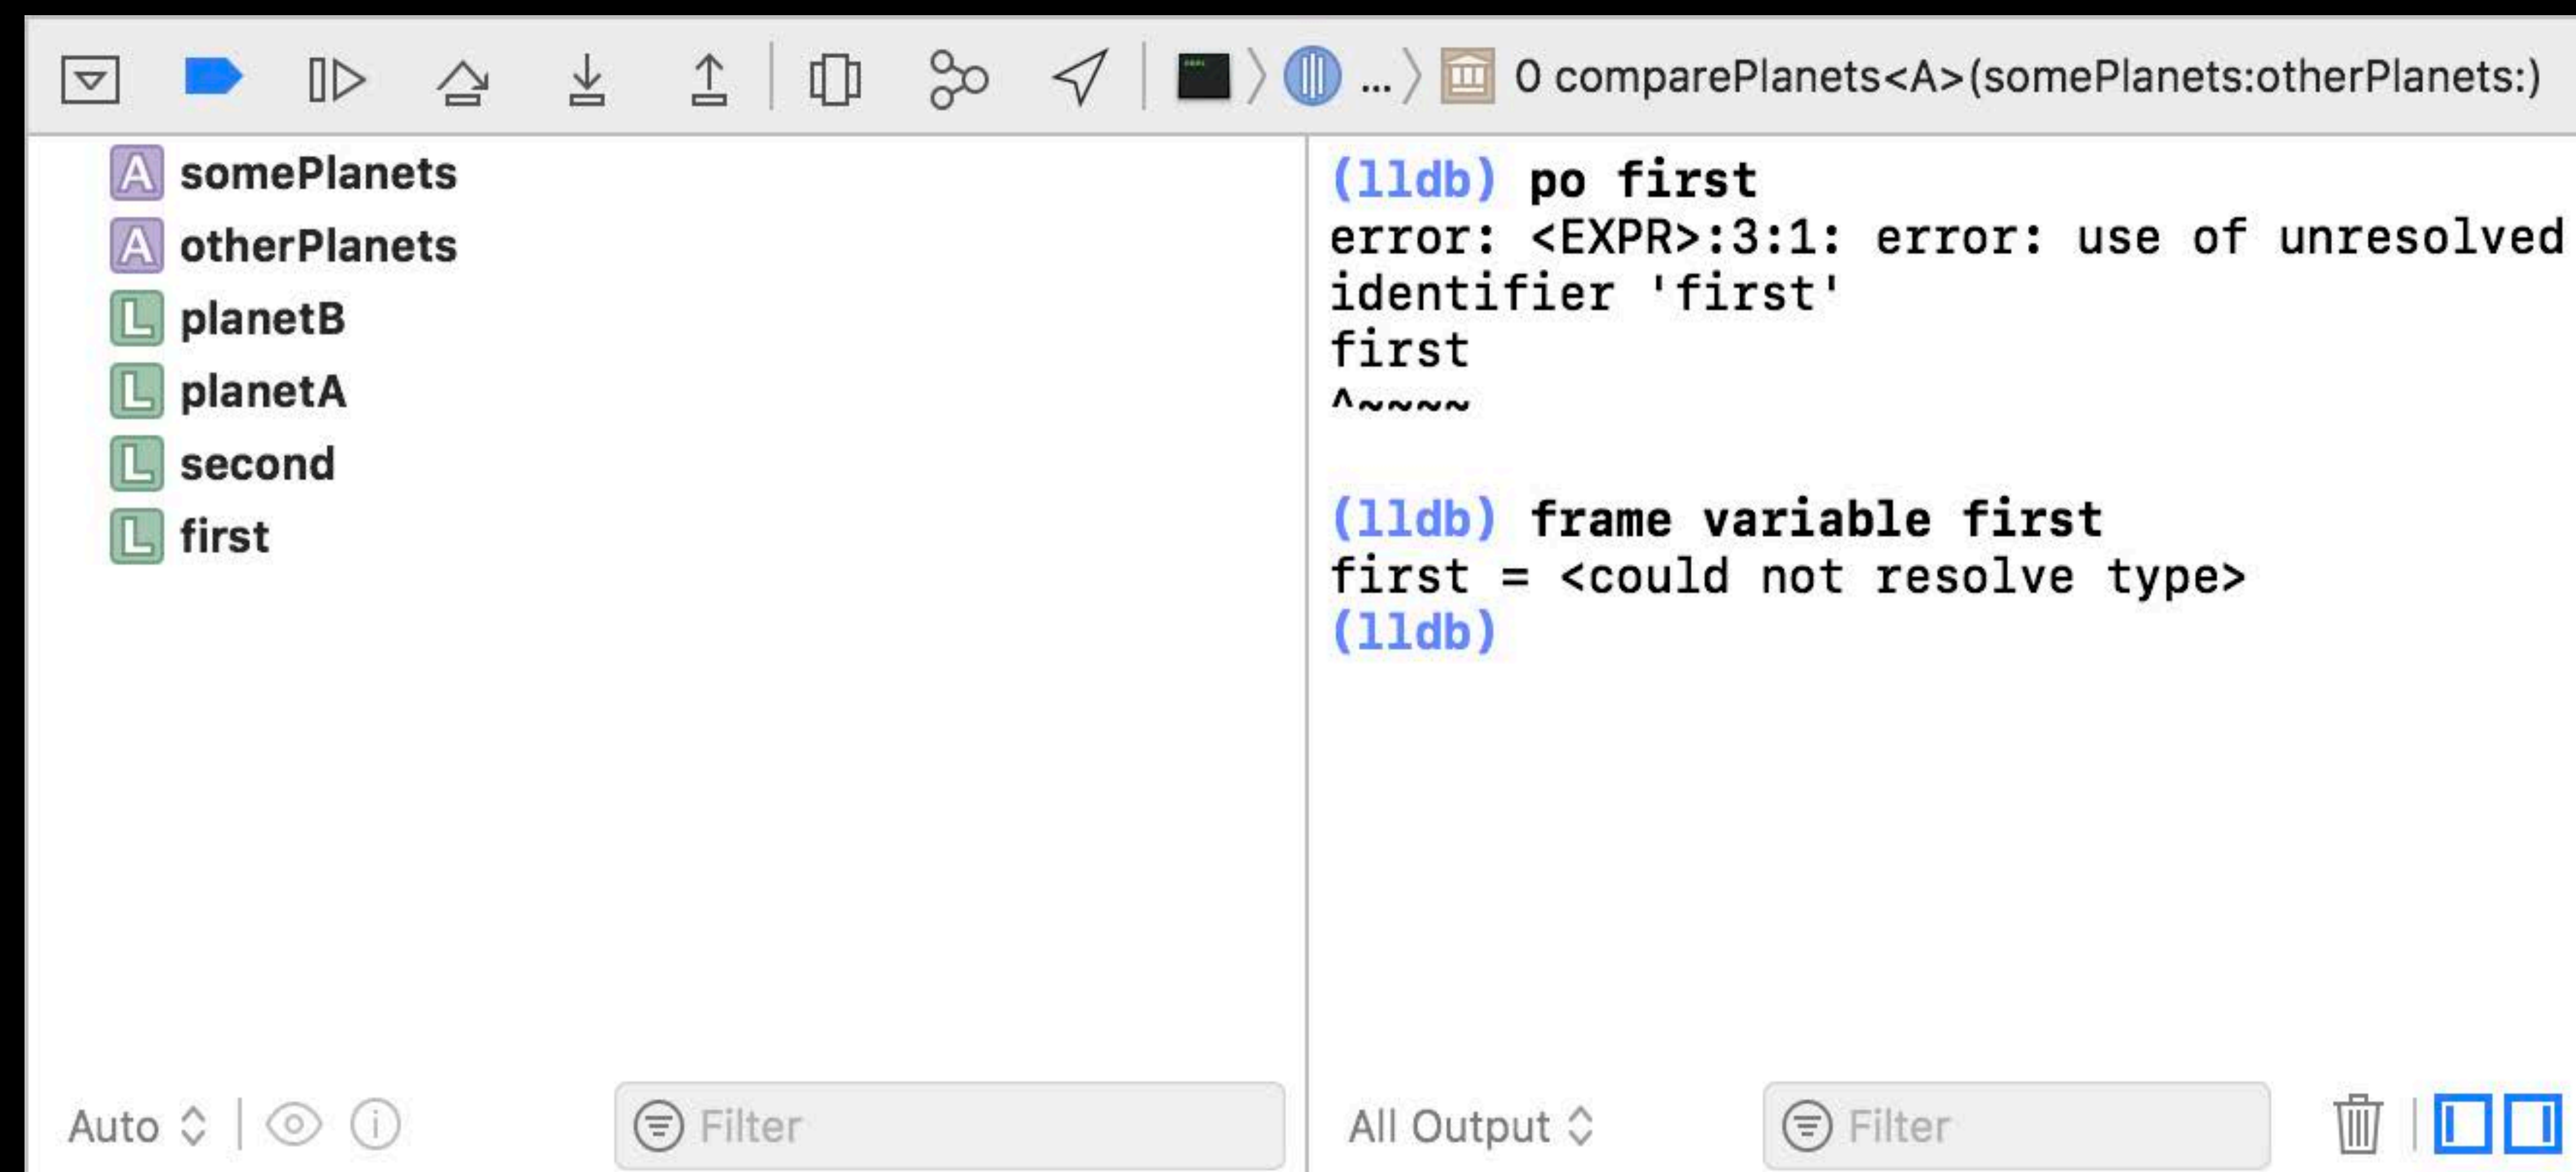 ... 0 comparePlanets<A>(somePlanets:otherPlanets:)
A somePlanets
A otherPlanets
L planetB
L planetA
L second
L first
(lldb) po first
error: <EXPR>:3:1: error: use of unresolved
identifier 'first'
first
^~~~~
(lldb) frame variable first
first = <could not resolve type>
(lldb)
Auto
Filter
All Output
Filter